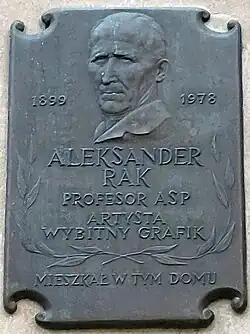 1899 1978
ALEKSANDER
RAK
PROFESOR ASP
ARTYSTA
WYBITNY GRAFIK
MIESZKAŁ W TYM DOMU